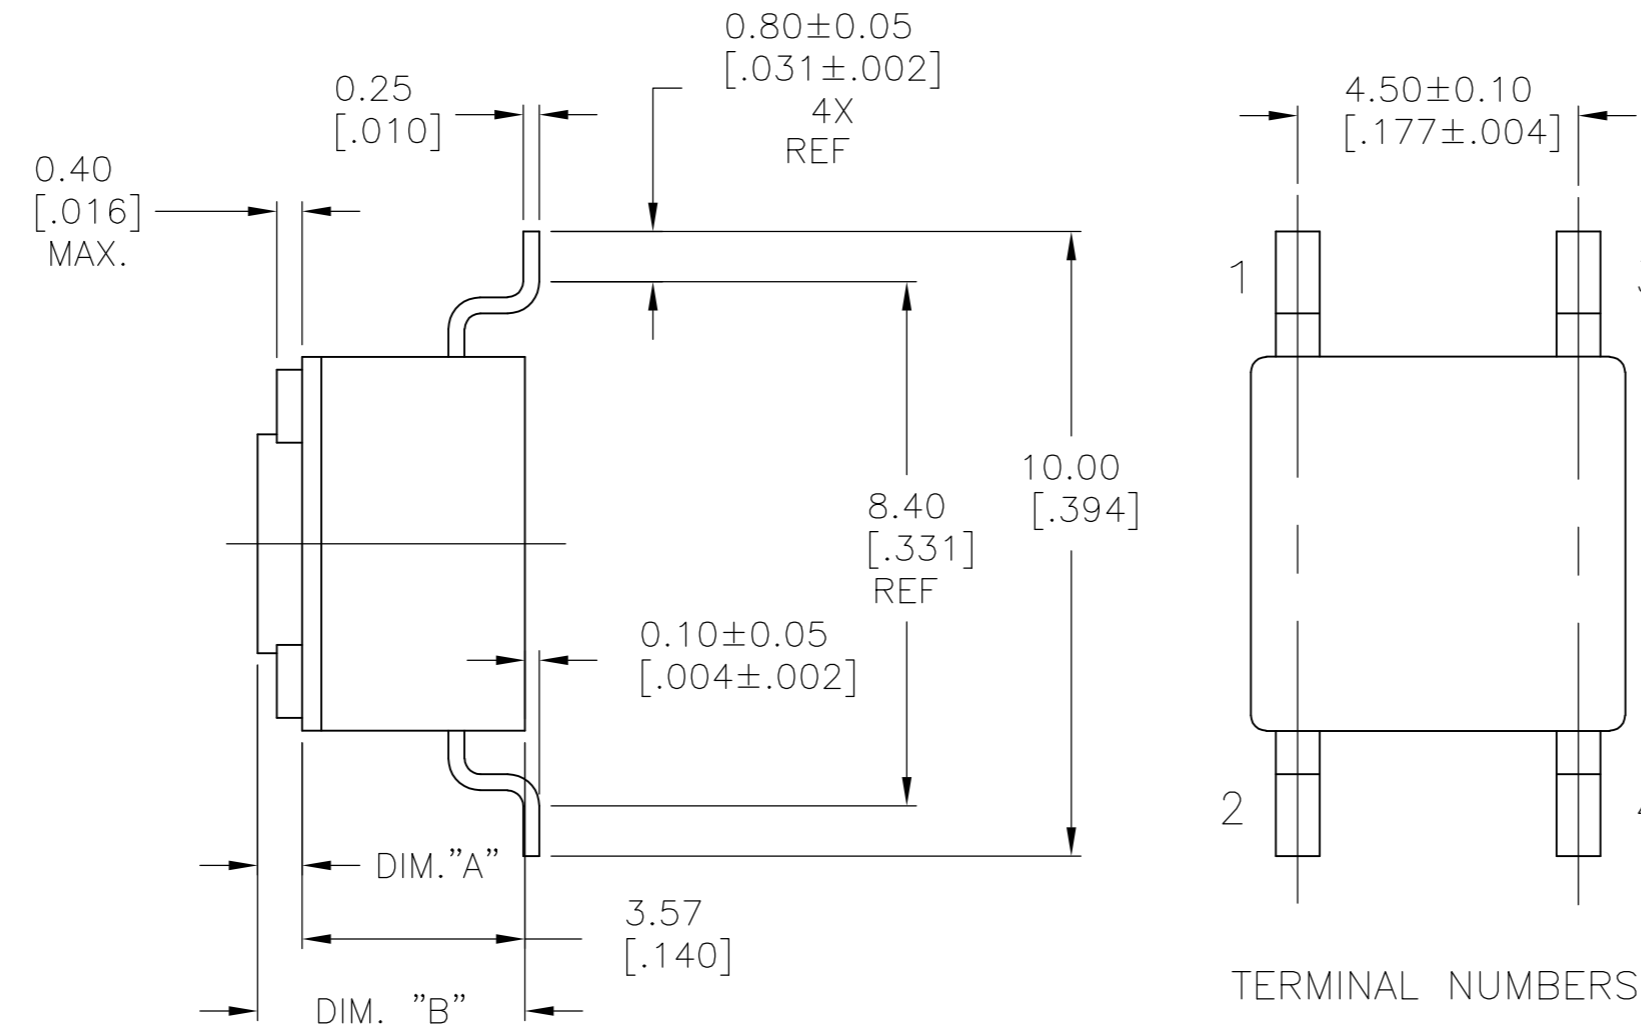 0.80±0.05
[.031±.002]
4X
REF
0.25
[.010]
4.50±0.10
[.177±.004]
0.40
[.016]
MAX.
1
10.00
[.394]
8.40
[.331]
REF
0.10±0.05
[.004±.002]
2
DIM."A"
3.57
[.140]
DIM. "B"
TERMINAL NUMBERS